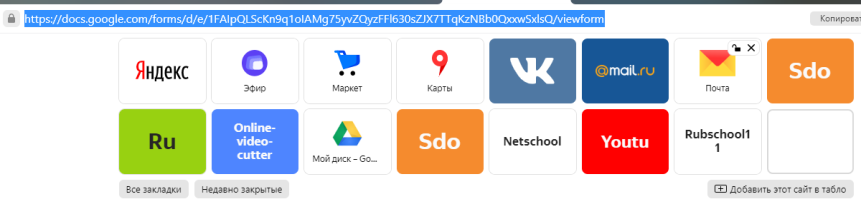 https://docs.google.com/forms/d/e/1FAIpQLScKn9q1oIAMg75yvZQyzFFl630sZJX7TTqKzNBb0QxxwSxlsQ/viewform
Копироват
Яндекс
Эфир
Маркет
Карты
@mail.ru
Почта
Sdo
Ru
Online-
video-
cutter
Мой диск – Go...
Sdo
Netschool
Youtu
Rubschool1
1
Все закладки
Недавно закрытые
Добавить этот сайт в табло